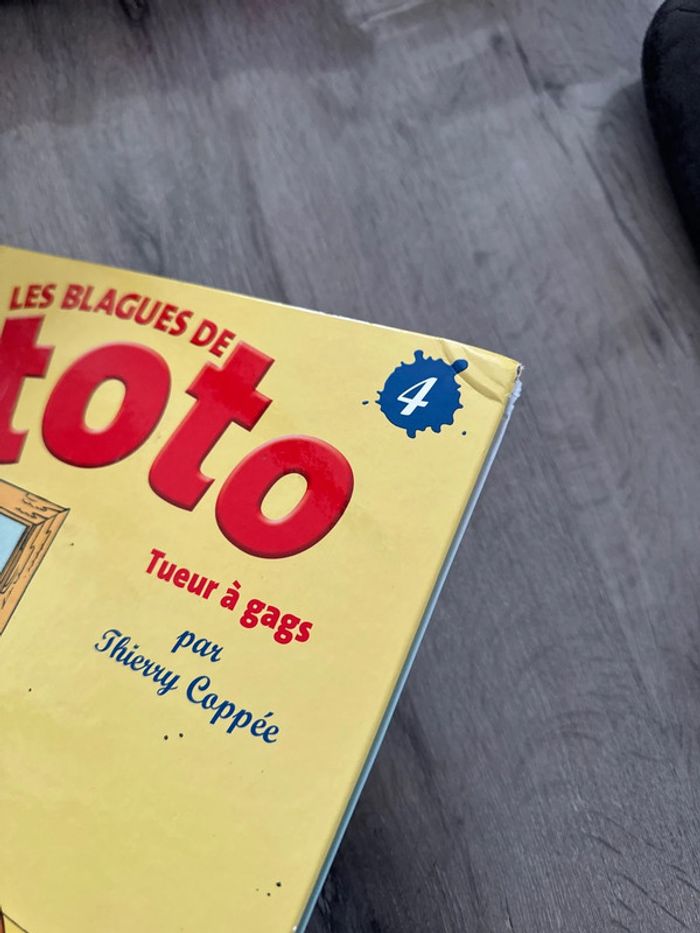 LES BLAGUES DE
toto
4
Tueur à gags
par
Thierry Coppée